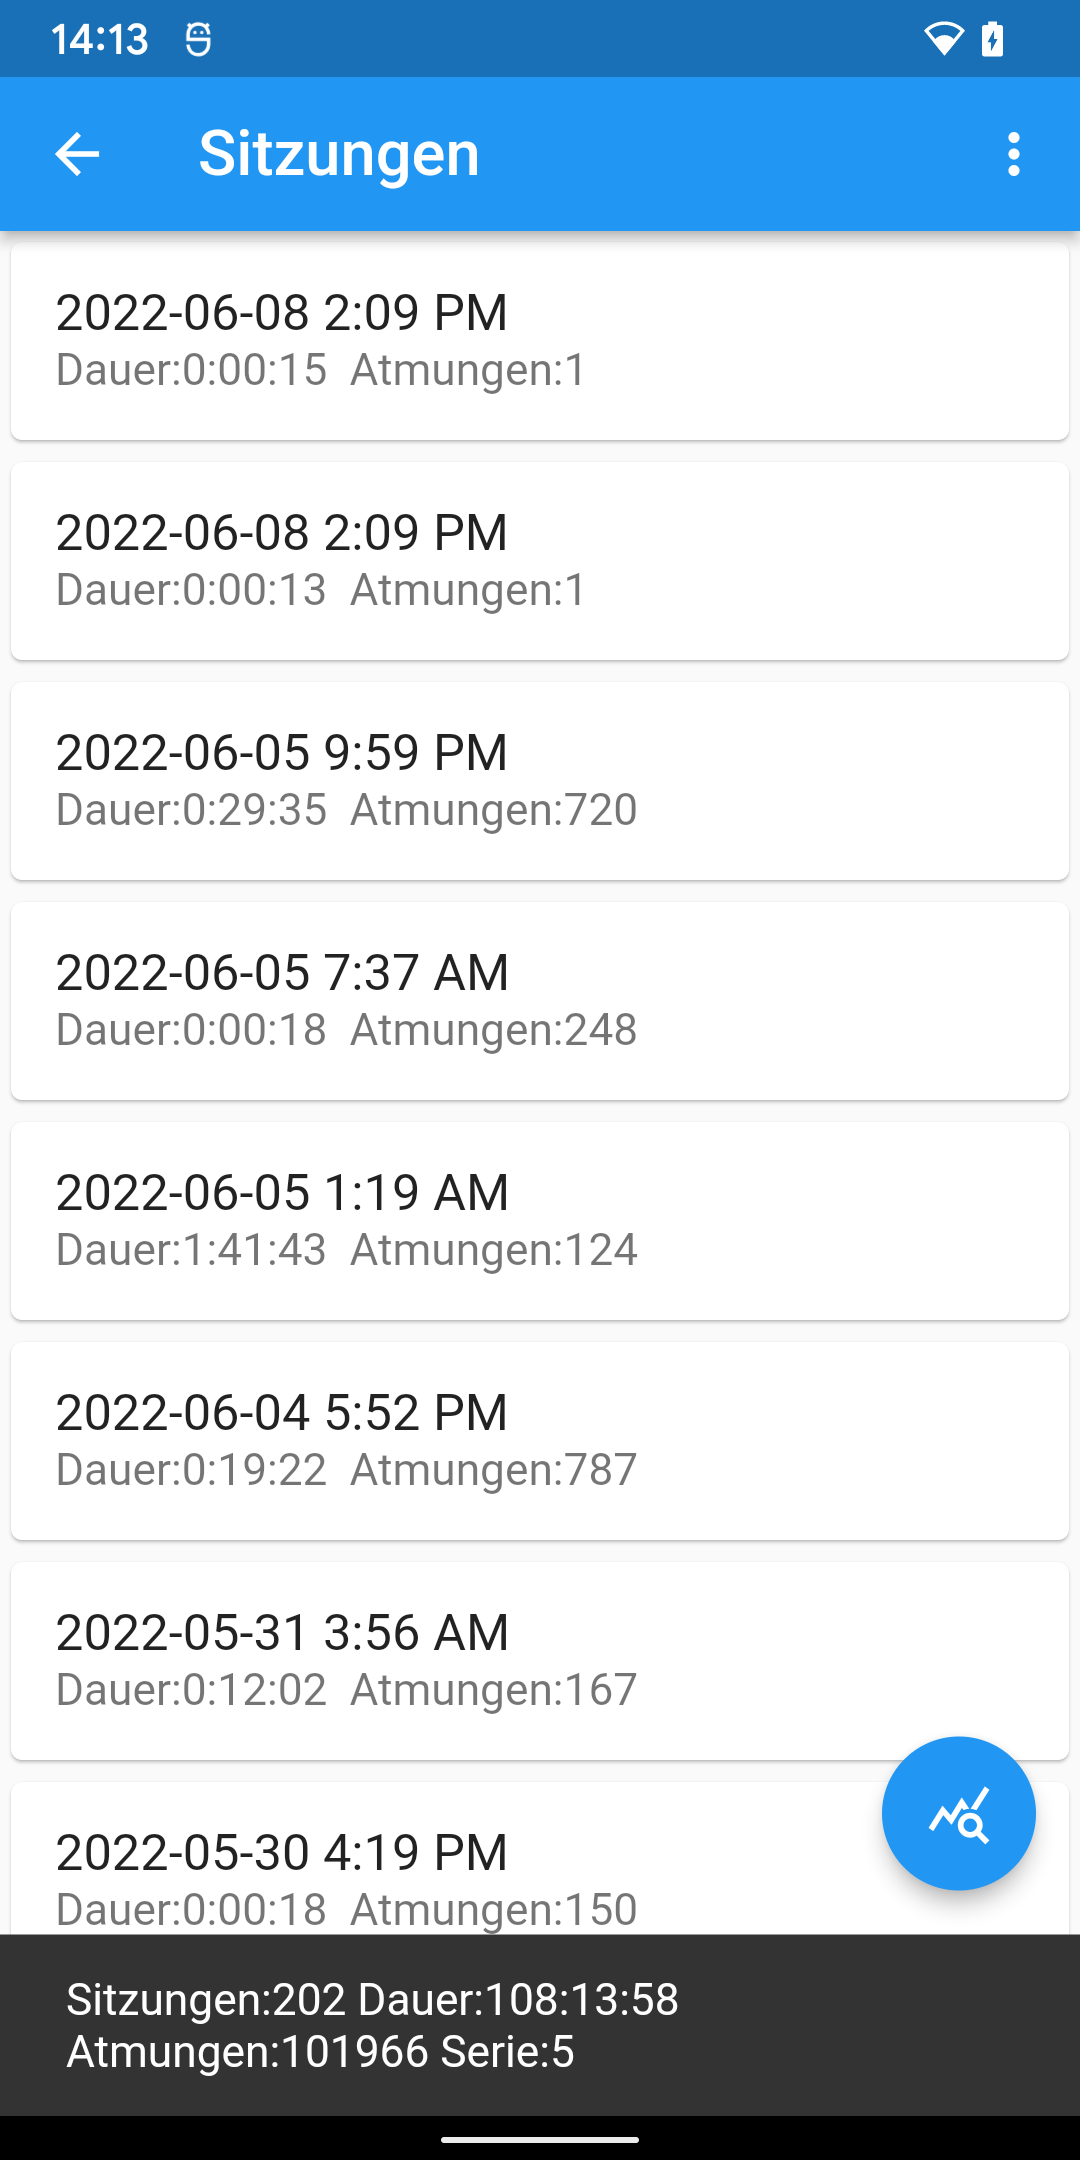 14:13
Sitzungen
2022-06-08 2:09 PM
Dauer:0:00:15  Atmungen:1
2022-06-08 2:09 PM
Dauer:0:00:13  Atmungen:1
2022-06-05 9:59 PM
Dauer:0:29:35  Atmungen:720
2022-06-05 7:37 AM
Dauer:0:00:18  Atmungen:248
2022-06-05 1:19 AM
Dauer:1:41:43  Atmungen:124
2022-06-04 5:52 PM
Dauer:0:19:22  Atmungen:787
2022-05-31 3:56 AM
Dauer:0:12:02  Atmungen:167
2022-05-30 4:19 PM
Dauer:0:00:18  Atmungen:150
Sitzungen:202 Dauer:108:13:58
Atmungen:101966 Serie:5